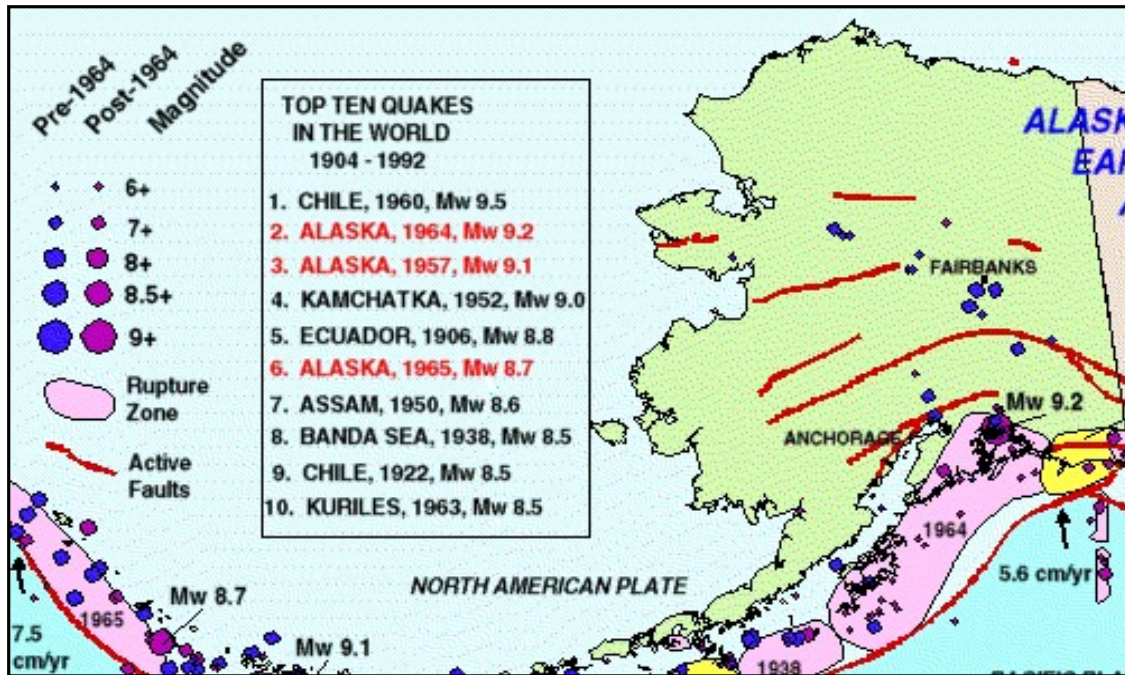 Pre-1964
Post-1964
Magnitude
6+
7+
8+
8.5+
9+
Rupture
Zone
Active
Faults
TOP TEN QUAKES
IN THE WORLD
1904 - 1992
1. CHILE, 1960, Mw 9.5
2. ALASKA, 1964, Mw 9.2
3. ALASKA, 1957, Mw 9.1
4. KAMCHATKA, 1952, Mw 9.0
5. ECUADOR, 1906, Mw 8.8
6. ALASKA, 1965, Mw 8.7
7. ASSAM, 1950, Mw 8.6
8. BANDA SEA, 1938, Mw 8.5
9. CHILE, 1922, Mw 8.5
10. KURILES, 1963, Mw 8.5
ALASK
EAR
FAIRBANKS
Mw 9.2
ANCHORAGE
1964
5.6 cm/yr
NORTH AMERICAN PLATE
Mw 8.7
1965
7.5
cm/yr
Mw 9.1
1938
PACIFIC PLA